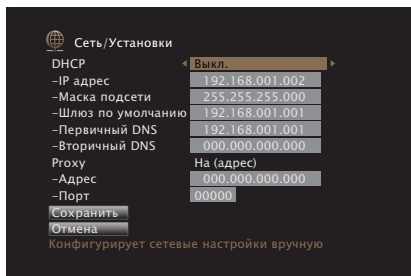 Сеть/Установки
DHCP Выкл.
–IP адрес 192.168.001.002
–Маска подсети 255.255.255.000
–Шлюз по умолчанию 192.168.001.001
–Первичный DNS 192.168.001.001
–Вторичный DNS 000.000.000.000
Proxy На (адрес)
–Адрес 000.000.000.000
–Порт 00000
Сохранить
Отмена
Конфигурирует сетевые настройки вручную